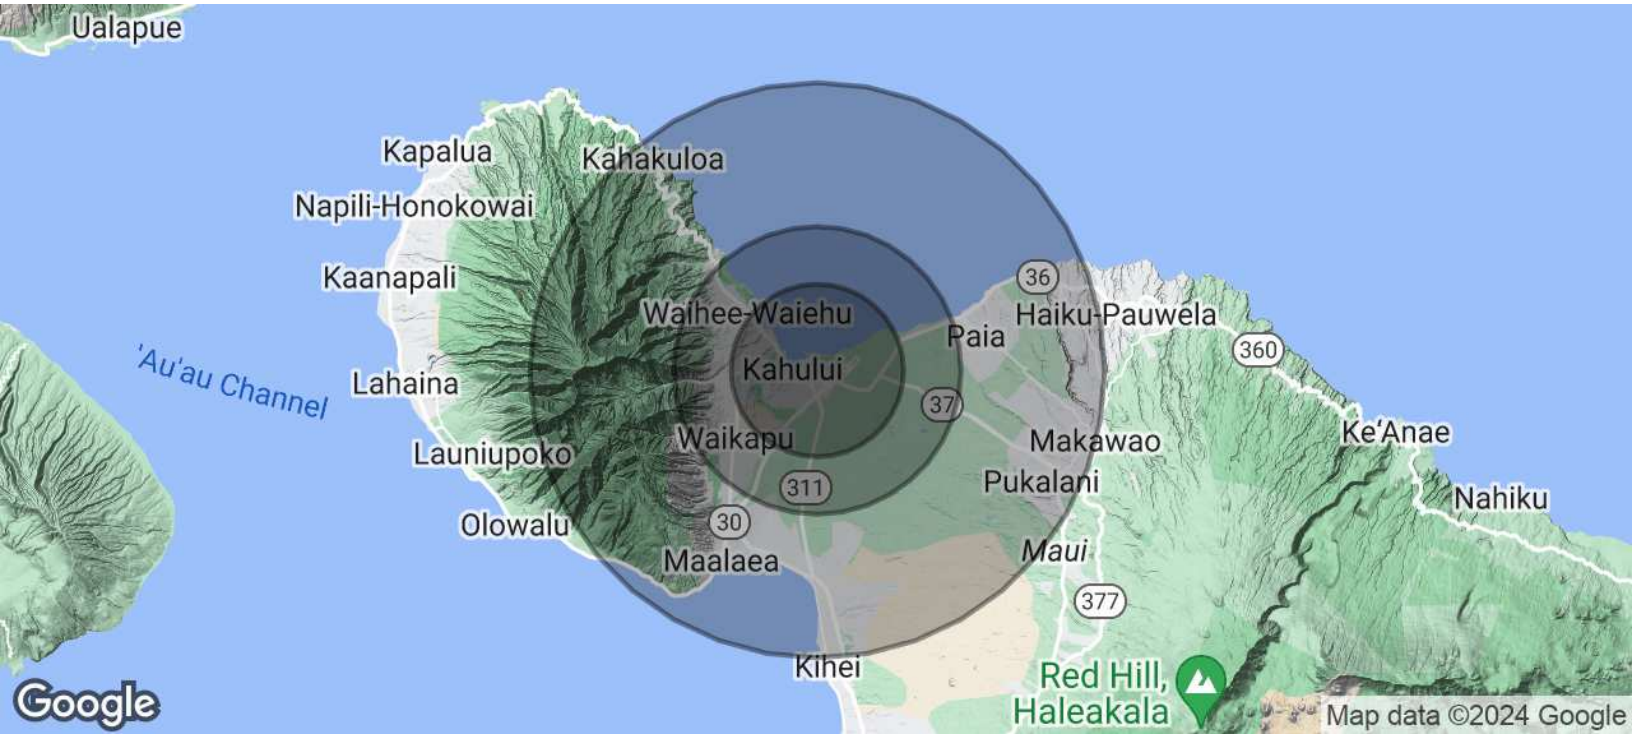 Ualapue
Kapalua
Kahakuloa
Napili-Honokowai
Kaanapali
36
Waihee-Waiehu
Haiku-Pauwela
Paia
360
'Au'au Channel
Lahaina
Kahului
37
Launiupoko
Waikapu
Makawao
Ke'Anae
Pukalani
311
Nahiku
Olowalu
30
Maalaea
Maui
377
Kihei
Red Hill,
Haleakala
Google
Map data ©2024 Google